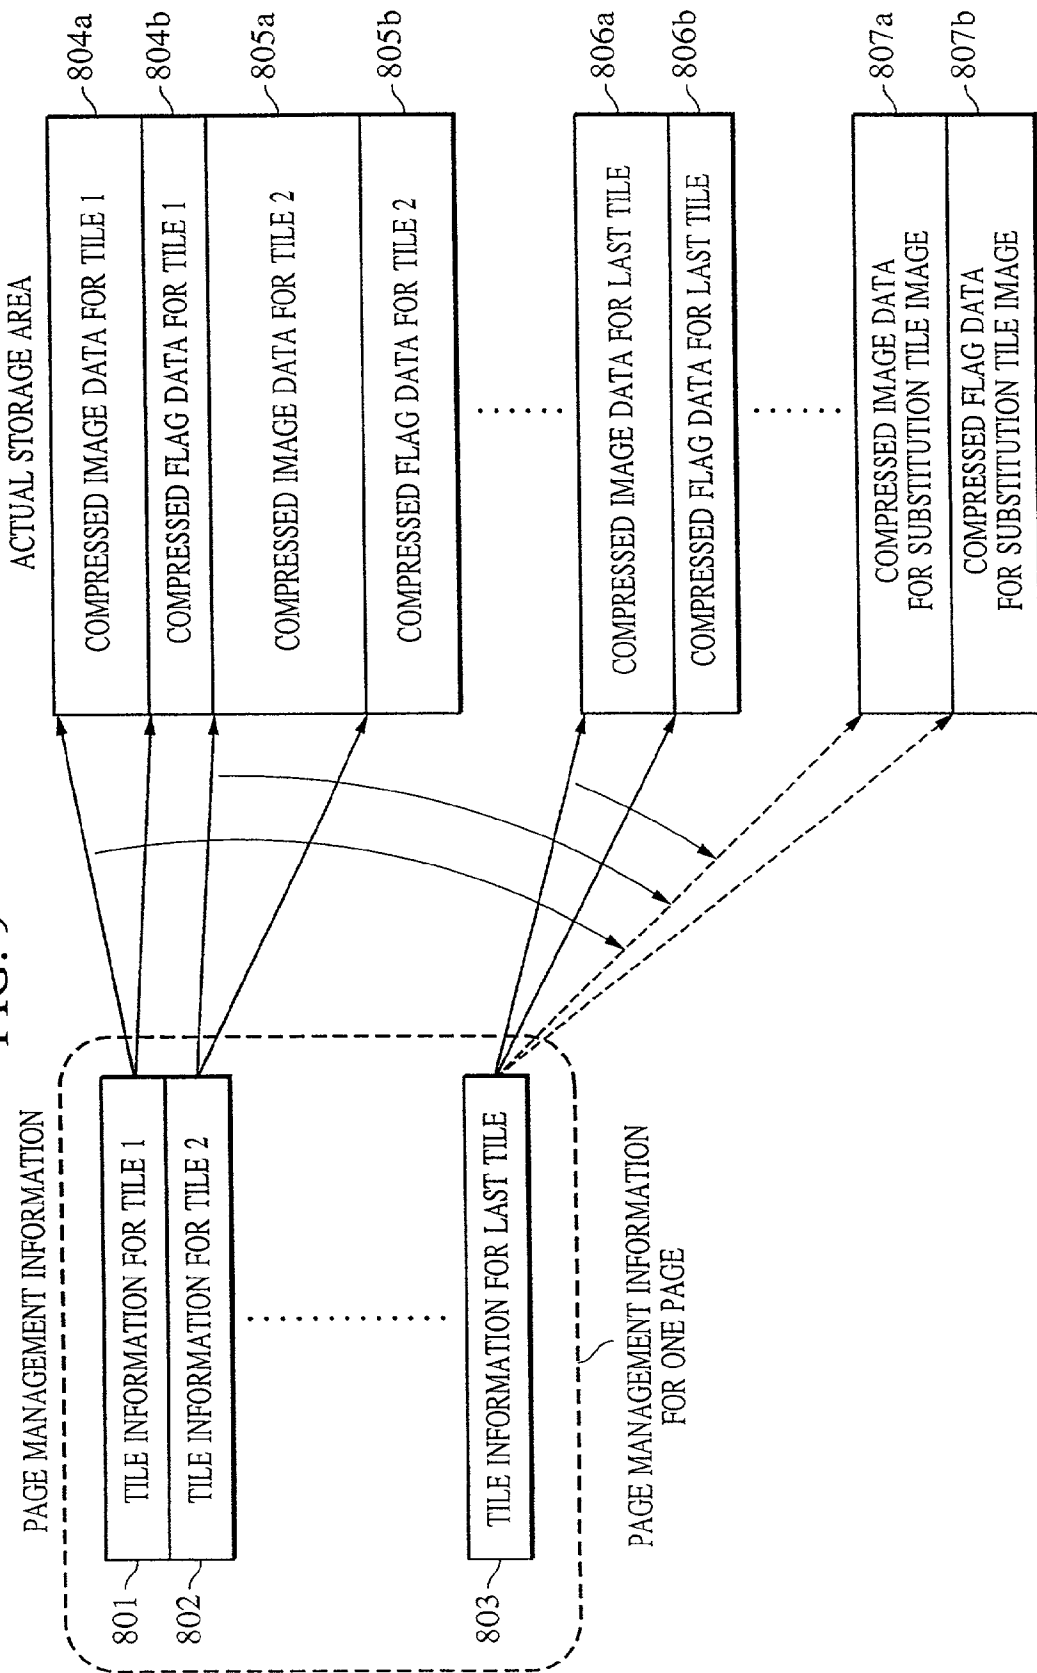 FIG. 9
PAGE MANAGEMENT INFORMATION
ACTUAL STORAGE AREA
801
TILE INFORMATION FOR TILE 1
802
TILE INFORMATION FOR TILE 2
803
TILE INFORMATION FOR LAST TILE
PAGE MANAGEMENT INFORMATION
FOR ONE PAGE
COMPRESSED IMAGE DATA FOR TILE 1
804a
COMPRESSED FLAG DATA FOR TILE 1
804b
COMPRESSED IMAGE DATA FOR TILE 2
805a
COMPRESSED FLAG DATA FOR TILE 2
805b
COMPRESSED IMAGE DATA FOR LAST TILE
806a
COMPRESSED FLAG DATA FOR LAST TILE
806b
COMPRESSED IMAGE DATA
FOR SUBSTITUTION TILE IMAGE
807a
COMPRESSED FLAG DATA
FOR SUBSTITUTION TILE IMAGE
807b